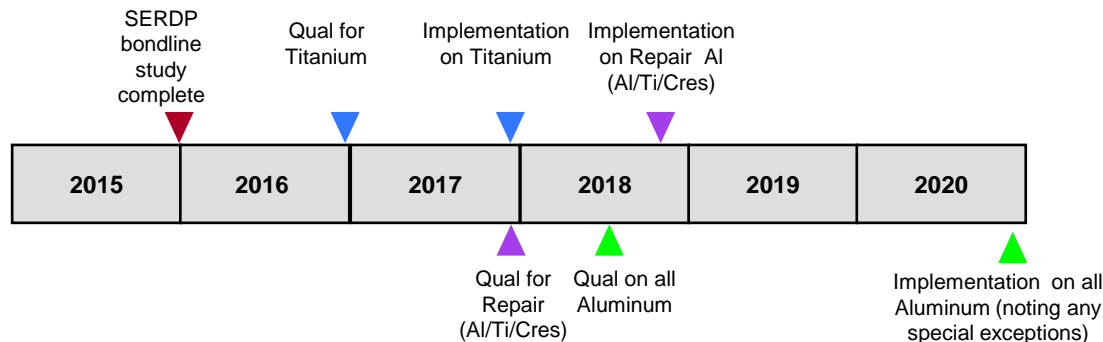 SERDP
bondline
study
complete
Qual for
Titanium
Implementation
on Titanium
Implementation
on Repair Al
(Al/Ti/Cres)
2015
2016
2017
2018
2019
2020
Qual for
Repair
(Al/Ti/Cres)
Qual on all
Aluminum
Implementation on all
Aluminum (noting any
special exceptions)